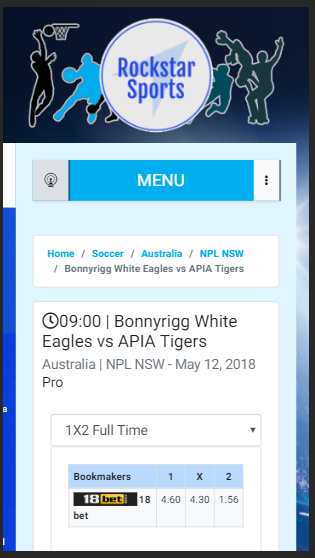 Rockstar
Sports
MENU
Home / Soccer / Australia / NPL NSW
/ Bonnyrigg White Eagles vs APIA Tigers
09:00 | Bonnyrigg White
Eagles vs APIA Tigers
Australia | NPL NSW - May 12, 2018
Pro
1X2 Full Time
Bookmakers 1 X 2
18bet 18 4.60 4.30 1.56
bet
a
l